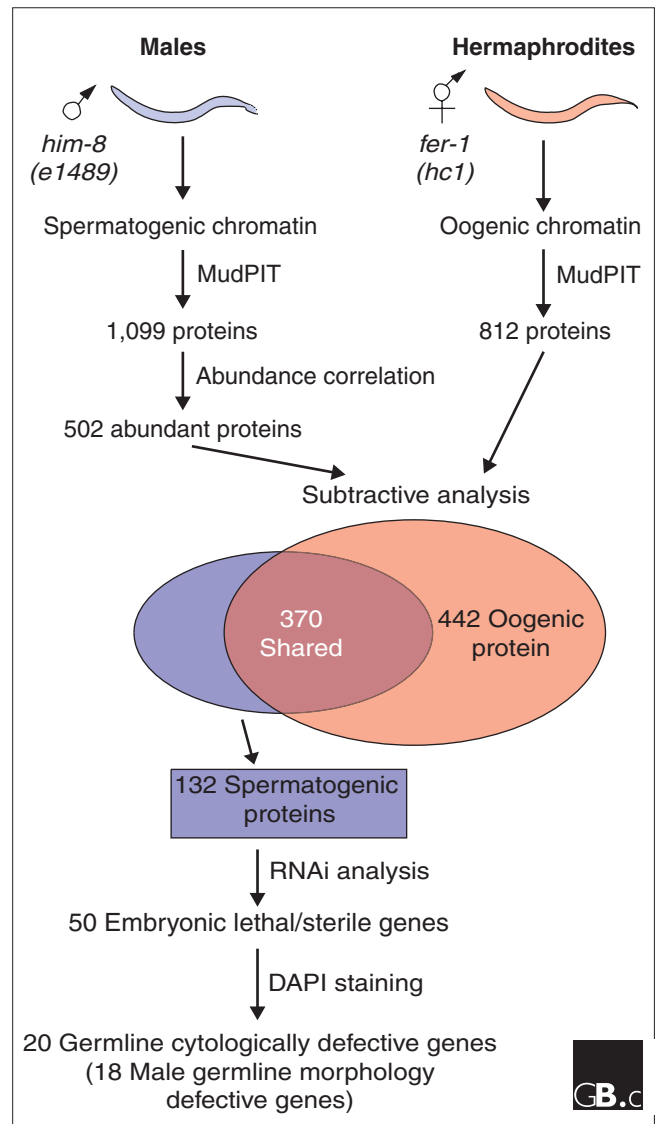 Males
Hermaphrodites
him-8
(e1489)
fer-1
(hc1)
Spermatogenic chromatin
Oogenic chromatin
MudPIT
MudPIT
1,099 proteins
812 proteins
Abundance correlation
502 abundant proteins
Subtractive analysis
370
Shared
442 Oogenic
protein
132 Spermatogenic
proteins
RNAi analysis
50 Embryonic lethal/sterile genes
DAPI staining
20 Germline cytologically defective genes
(18 Male germline morphology
defective genes)
GB.c